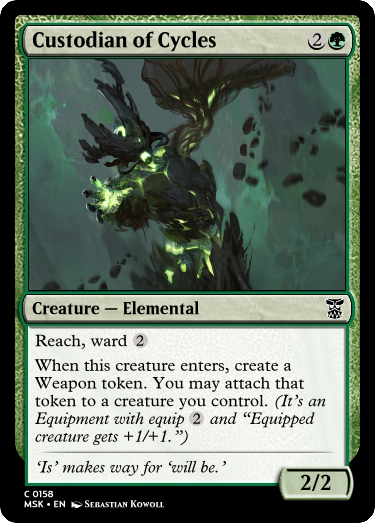 Custodian of Cycles 2
Creature — Elemental
Reach, ward 2
When this creature enters, create a
Weapon token. You may attach that
token to a creature you control. (It’s an
Equipment with equip 2 and “Equipped
creature gets +1/+1.”)
‘Is’ makes way for ‘will be.’
2/2
C 0158
MSK • EN Sebastian Kowoll